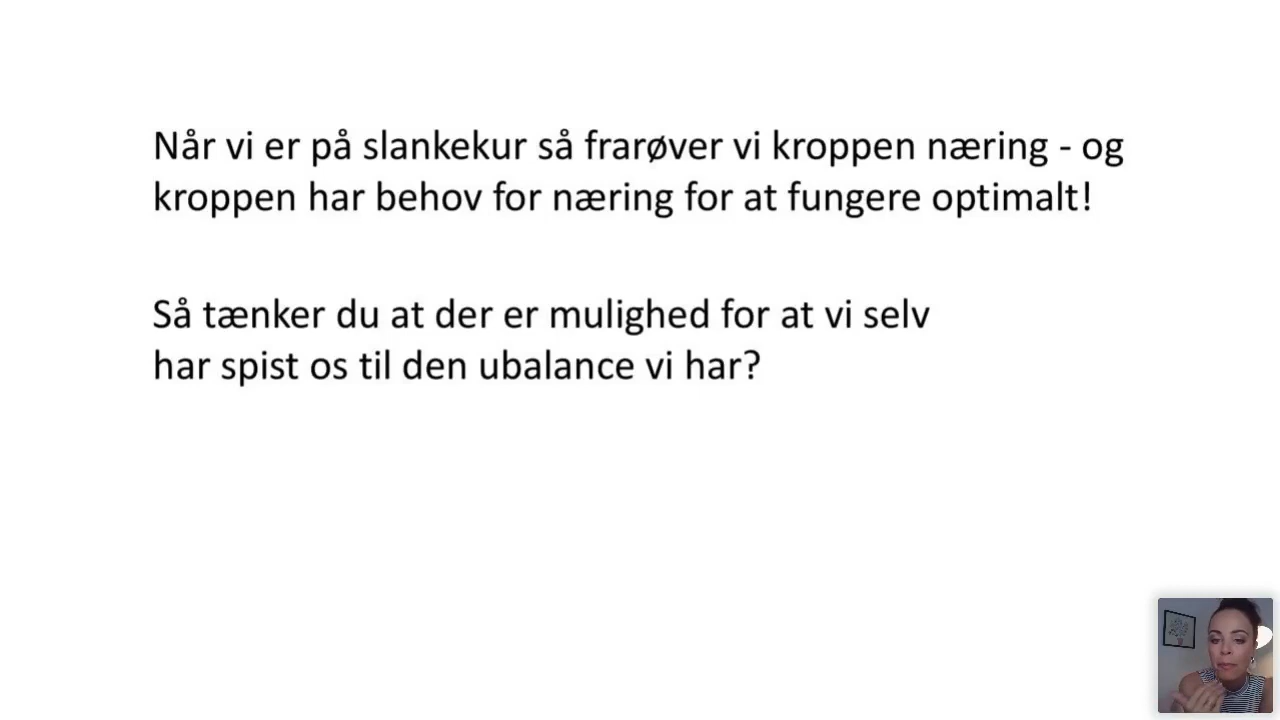 Når vi er på slankekur så frarøver vi kroppen næring - og
kroppen har behov for næring for at fungere optimalt!
Så tænker du at der er mulighed for at vi selv
har spist os til den ubalance vi har?